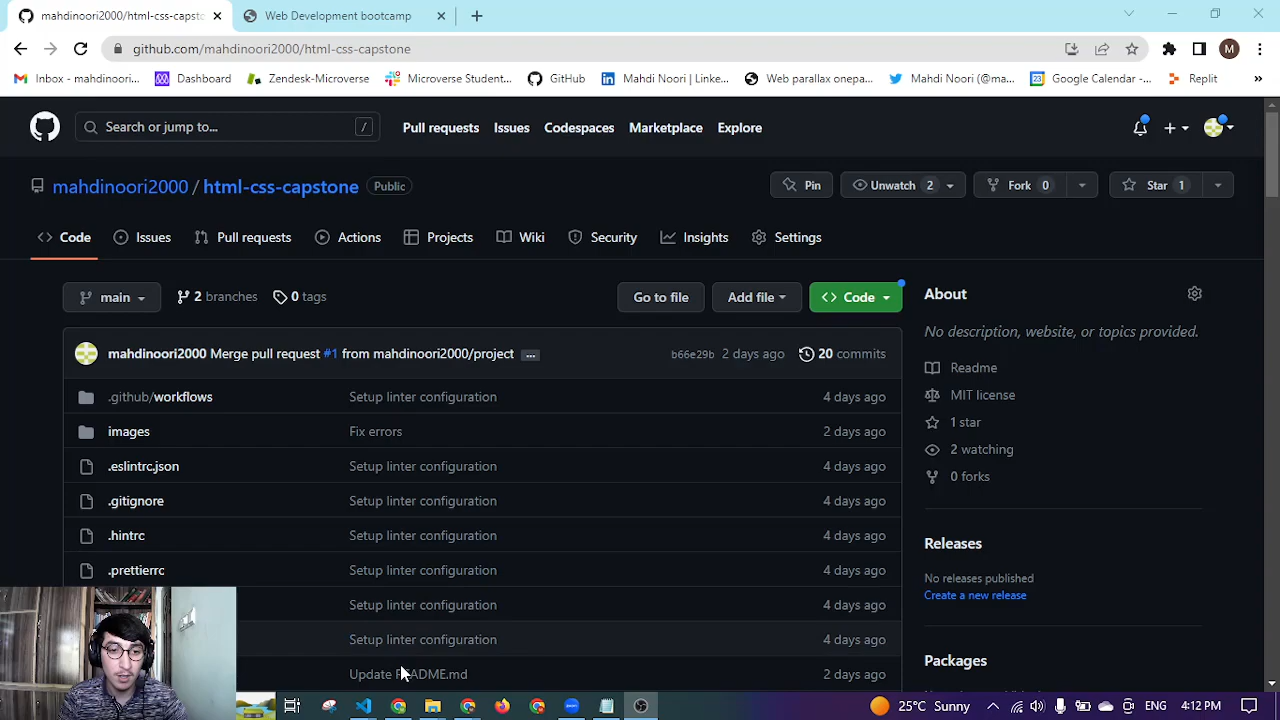 mahdinoori2000/html-css-capsto
Web Development bootcamp
github.com/mahdinoori2000/html-css-capstone
Inbox - mahdinoori...
Dashboard
Zendesk-Microverse
Microverse Student...
GitHub
Mahdi Noori | Linke...
Web parallax onepa...
Mahdi Noori (@ma...
Google Calendar -...
Replit
»
M
Search or jump to...
/
Pull requests
Issues
Codespaces
Marketplace
Explore
mahdinoori2000 / html-css-capstone
Public
Pin
Unwatch 2
Fork 0
Star 1
Code
Issues
Pull requests
Actions
Projects
Wiki
Security
Insights
Settings
main
2 branches
0 tags
Go to file
Add file
Code
About
No description, website, or topics provided.
mahdinoori2000 Merge pull request #1 from mahdinoori2000/project ...
b66e29b 2 days ago
20 commits
Readme
.github/workflows Setup linter configuration 4 days ago
MIT license
images Fix errors 2 days ago
1 star
.eslintrc.json Setup linter configuration 4 days ago
2 watching
.gitignore Setup linter configuration 4 days ago
0 forks
.hintrc Setup linter configuration 4 days ago
Releases
.prettierrc Setup linter configuration 4 days ago
No releases published
Create a new release
Setup linter configuration 4 days ago
Setup linter configuration 4 days ago
Packages
Update README.md 2 days ago
25°C Sunny
ENG
4:12 PM